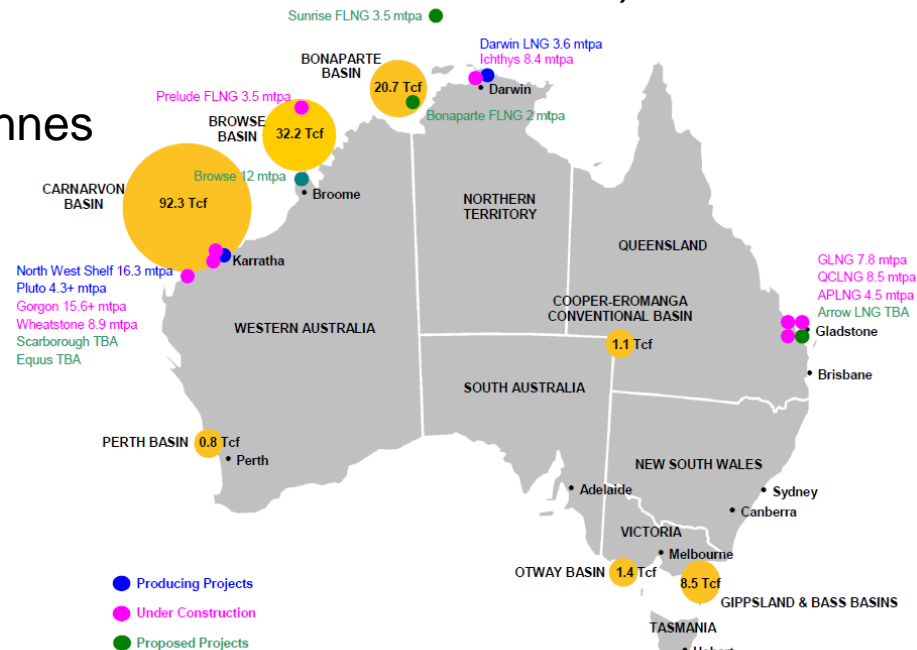 Sunrise FLNG 3.5 mtpa
Darwin LNG 3.6 mtpa
Ichthys 8.4 mtpa
BONAPARTE
BASIN
20.7 Tcf
Darwin
Prelude FLNG 3.5 mtpa
Bonaparte FLNG 2 mtpa
nnes
BROWSE
BASIN
32.2 Tcf
Browse 12 mtpa
Broome
CARNARVON
BASIN
92.3 Tcf
NORTHERN
TERRITORY
QUEENSLAND
Karratha
North West Shelf 16.3 mtpa
Pluto 4.3+ mtpa
Gorgon 15.6+ mtpa
Wheatstone 8.9 mtpa
Scarborough TBA
Equus TBA
GLNG 7.8 mtpa
QCLNG 8.5 mtpa
APLNG 4.5 mtpa
Arrow LNG TBA
Gladstone
COOPER-EROMANGA
CONVENTIONAL BASIN
1.1 Tcf
WESTERN AUSTRALIA
Brisbane
SOUTH AUSTRALIA
PERTH BASIN
0.8 Tcf
Perth
NEW SOUTH WALES
Adelaide
Sydney
Canberra
VICTORIA
Melbourne
OTWAY BASIN
1.4 Tcf
8.5 Tcf
GIPPSLAND & BASS BASINS
TASMANIA
Producing Projects
Under Construction
Proposed Projects